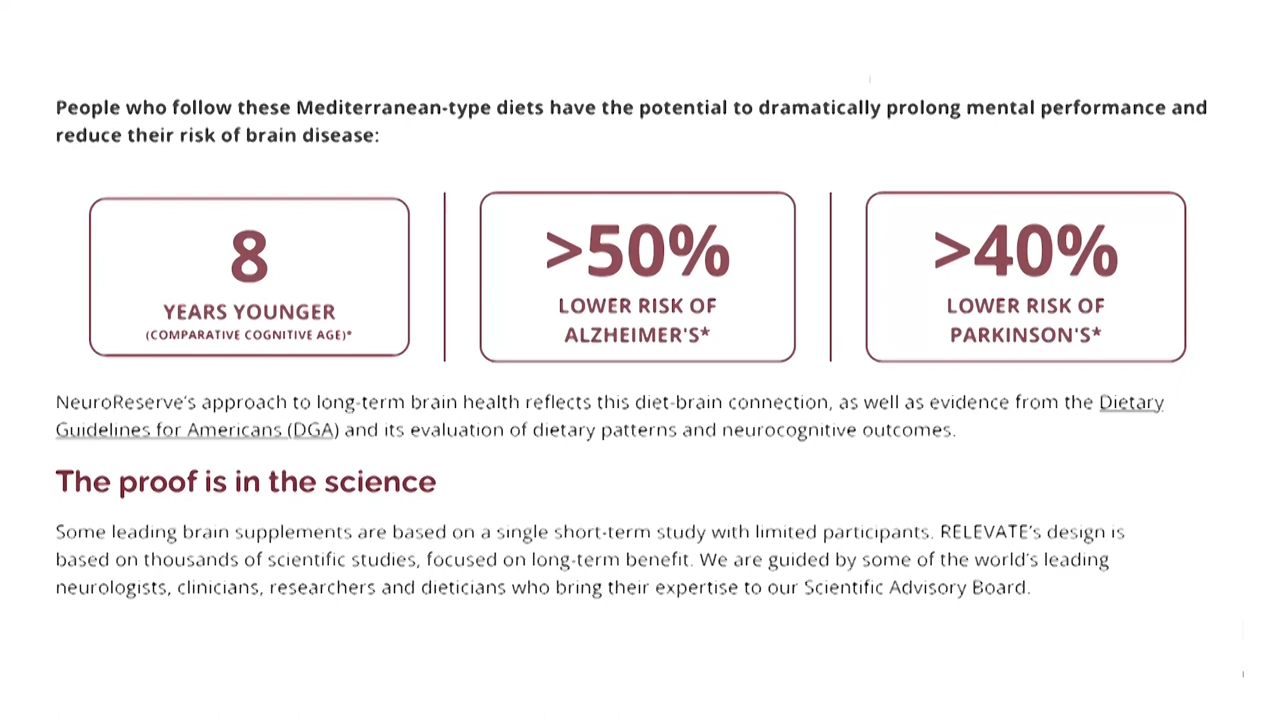 People who follow these Mediterranean-type diets have the potential to dramatically prolong mental performance and
reduce their risk of brain disease:
8
YEARS YOUNGER
(COMPARATIVE COGNITIVE AGE)*
>50%
LOWER RISK OF
ALZHEIMER'S*
>40%
LOWER RISK OF
PARKINSON'S*
NeuroReserve's approach to long-term brain health reflects this diet-brain connection, as well as evidence from the Dietary
Guidelines for Americans (DGA) and its evaluation of dietary patterns and neurocognitive outcomes.
The proof is in the science
Some leading brain supplements are based on a single short-term study with limited participants. RELEVATE's design is
based on thousands of scientific studies, focused on long-term benefit. We are guided by some of the world's leading
neurologists, clinicians, researchers and dieticians who bring their expertise to our Scientific Advisory Board.